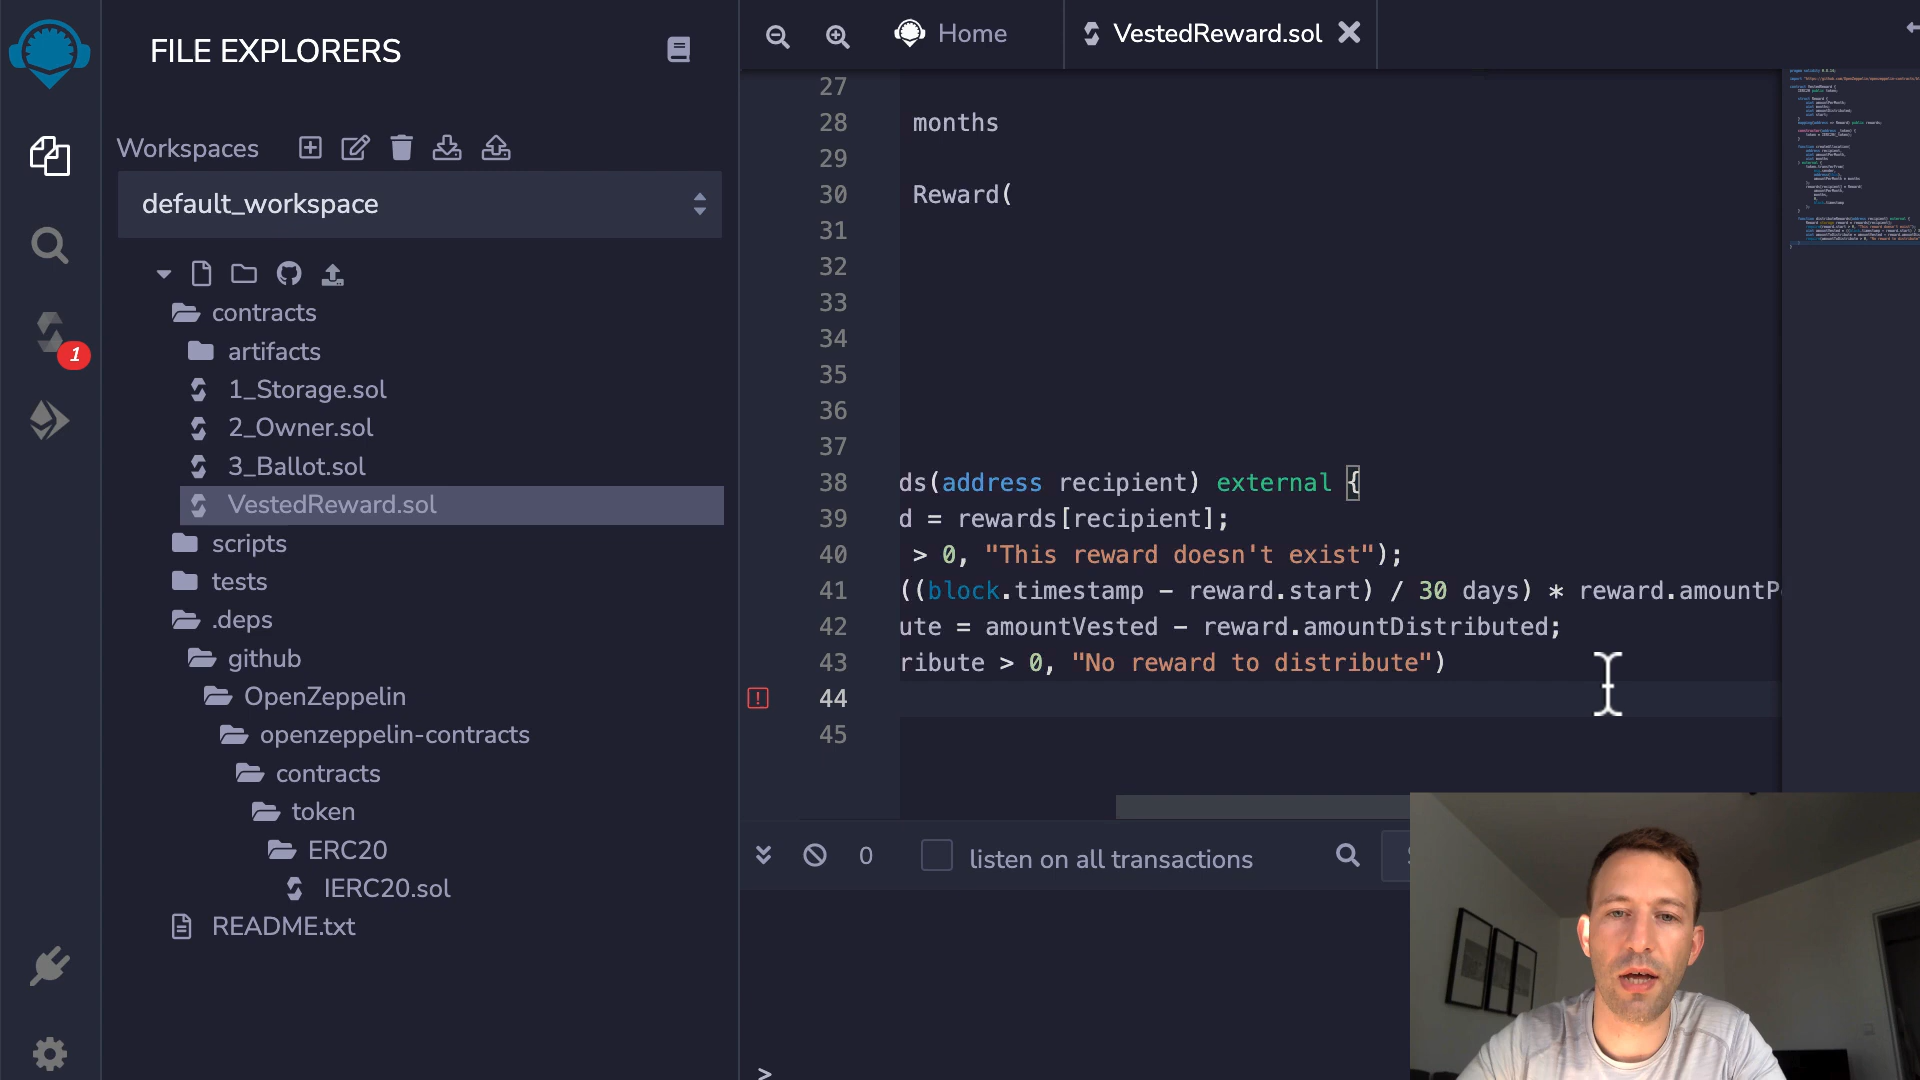 FILE EXPLORERS
Home
VestedReward.sol
Workspaces
default_workspace
contracts
artifacts
1_Storage.sol
2_Owner.sol
3_Ballot.sol
VestedReward.sol
scripts
tests
.deps
github
OpenZeppelin
openzeppelin-contracts
contracts
token
ERC20
IERC20.sol
README.txt
1
27
28 months
29
30 Reward(
31
32
33
34
35
36
37
38 ds(address recipient) external {
39 d = rewards[recipient];
40 > 0, "This reward doesn't exist");
41 ((block.timestamp - reward.start) / 30 days) * reward.amountP
42 ute = amountVested - reward.amountDistributed;
43 ribute > 0, "No reward to distribute")
44
45
0 listen on all transactions
>